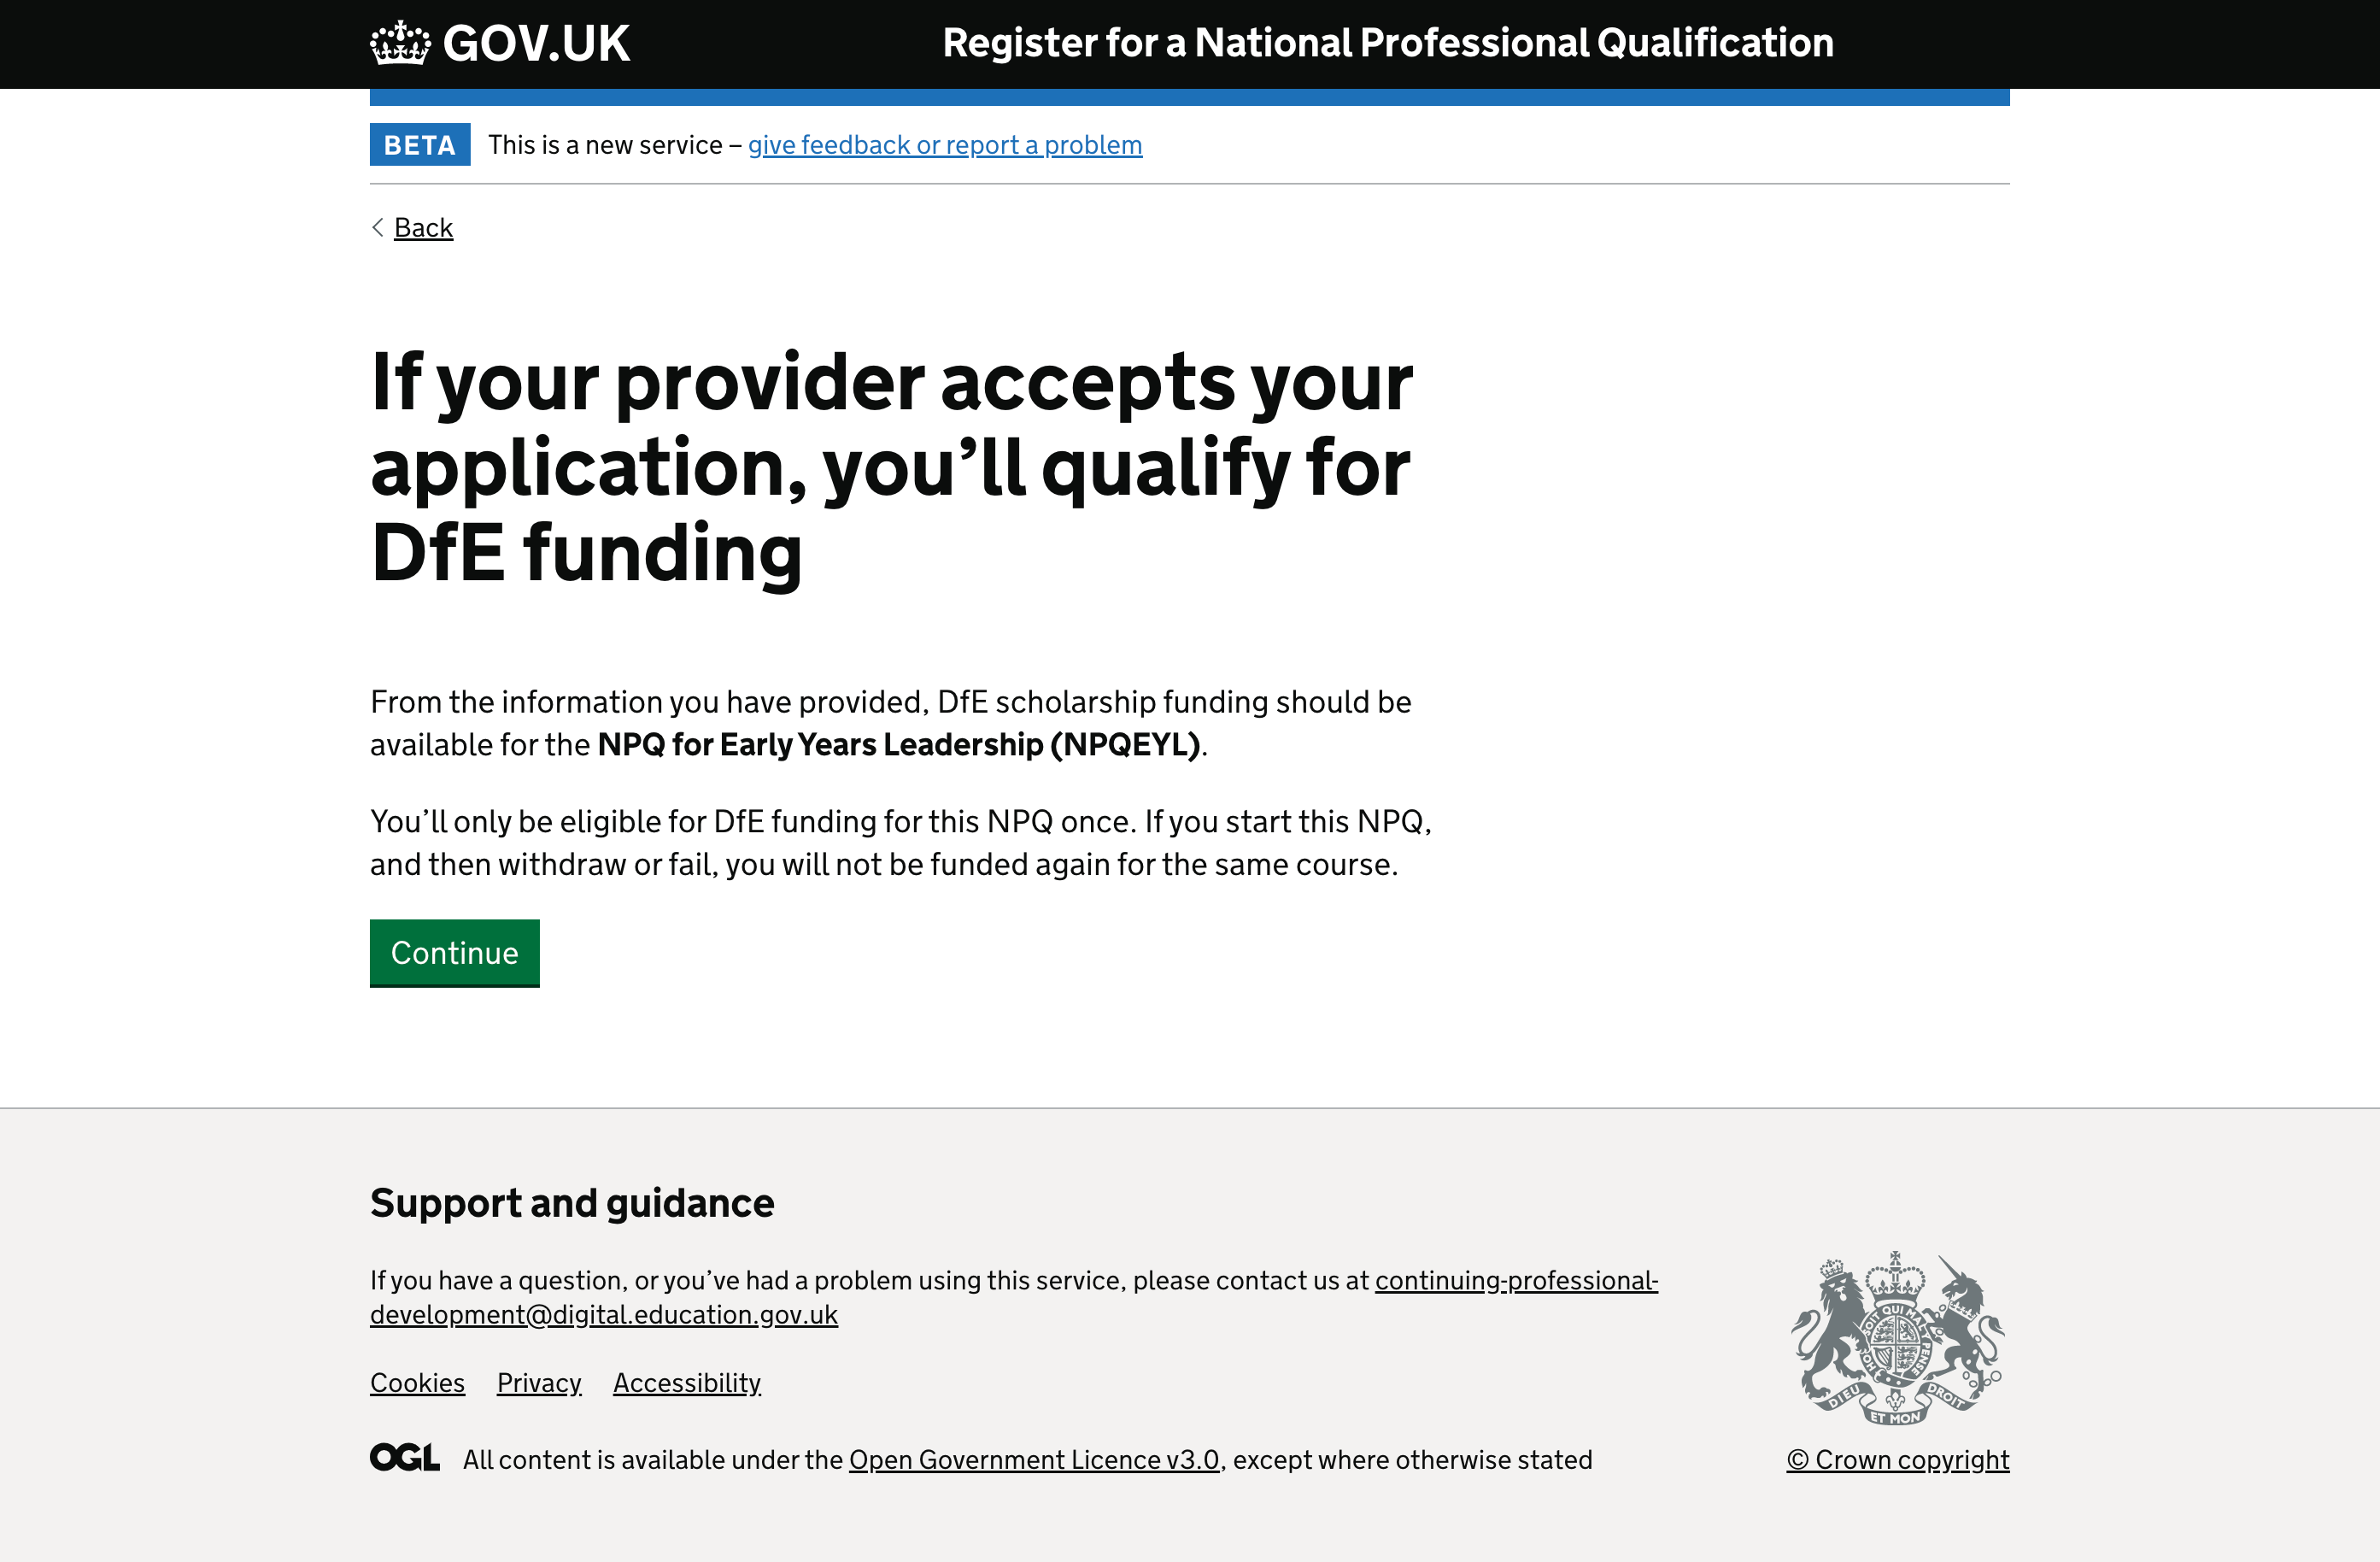 GOV.UK
Register for a National Professional Qualification
BETA This is a new service – give feedback or report a problem
Back
If your provider accepts your
application, you’ll qualify for
DfE funding
From the information you have provided, DfE scholarship funding should be
available for the NPQ for Early Years Leadership (NPQEYL).
You’ll only be eligible for DfE funding for this NPQ once. If you start this NPQ,
and then withdraw or fail, you will not be funded again for the same course.
Continue
Support and guidance
If you have a question, or you’ve had a problem using this service, please contact us at continuing-professional-
development@digital.education.gov.uk
Cookies Privacy Accessibility
OGL All content is available under the Open Government Licence v3.0, except where otherwise stated
QUI MAL
PENSE
DIEU ET MON DROIT
© Crown copyright